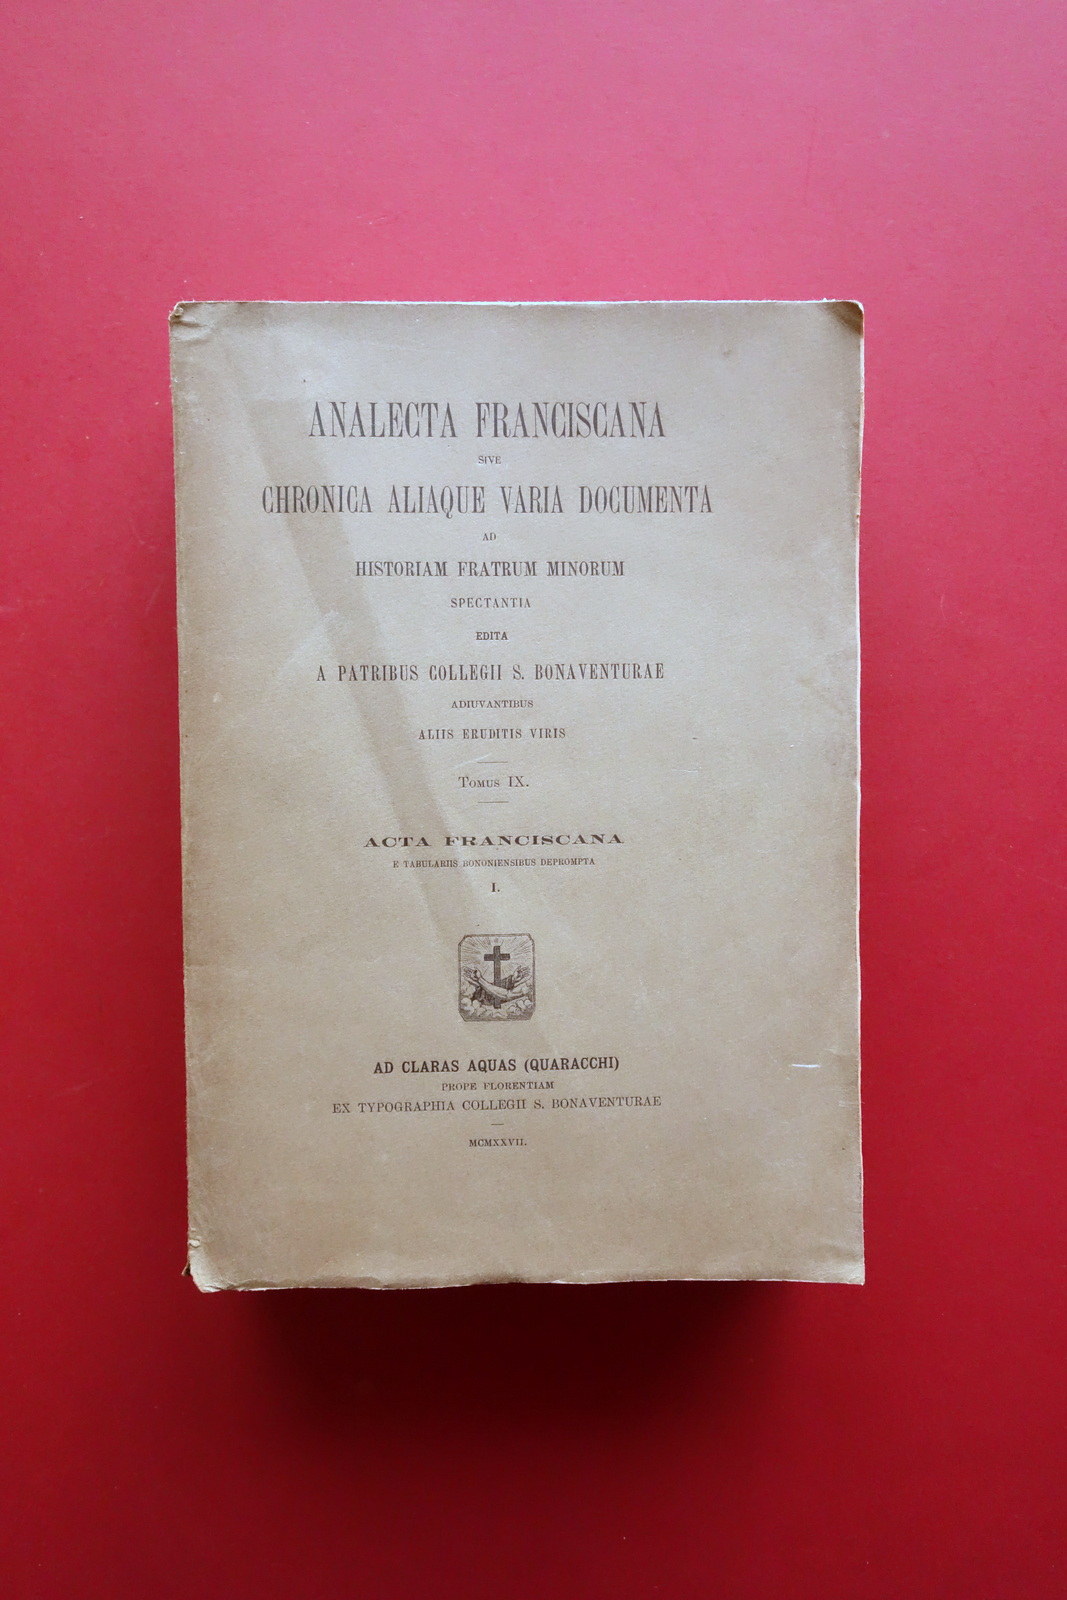 ANALECTA FRANCISCANA
SIVE
CHRONICA ALIAQUE VARIA DOCUMENTA
AD
HISTORIAM FRATRUM MINORUM
SPECTANTIA
EDITA
A PATRIBUS COLLEGII S. BONAVENTURAE
ADIUVANTIBUS
ALIIS ERUDITIS VIRIS
TOMUS IX.
ACTA FRANCISCANA
E TABULARIIS BONONIENSIBUS DEPROMPTA
I.
AD CLARAS AQUAS (QUARACCHI)
PROPE FLORENTIAM
EX TYPOGRAPHIA COLLEGII S. BONAVENTURAE
MCMXXVII.